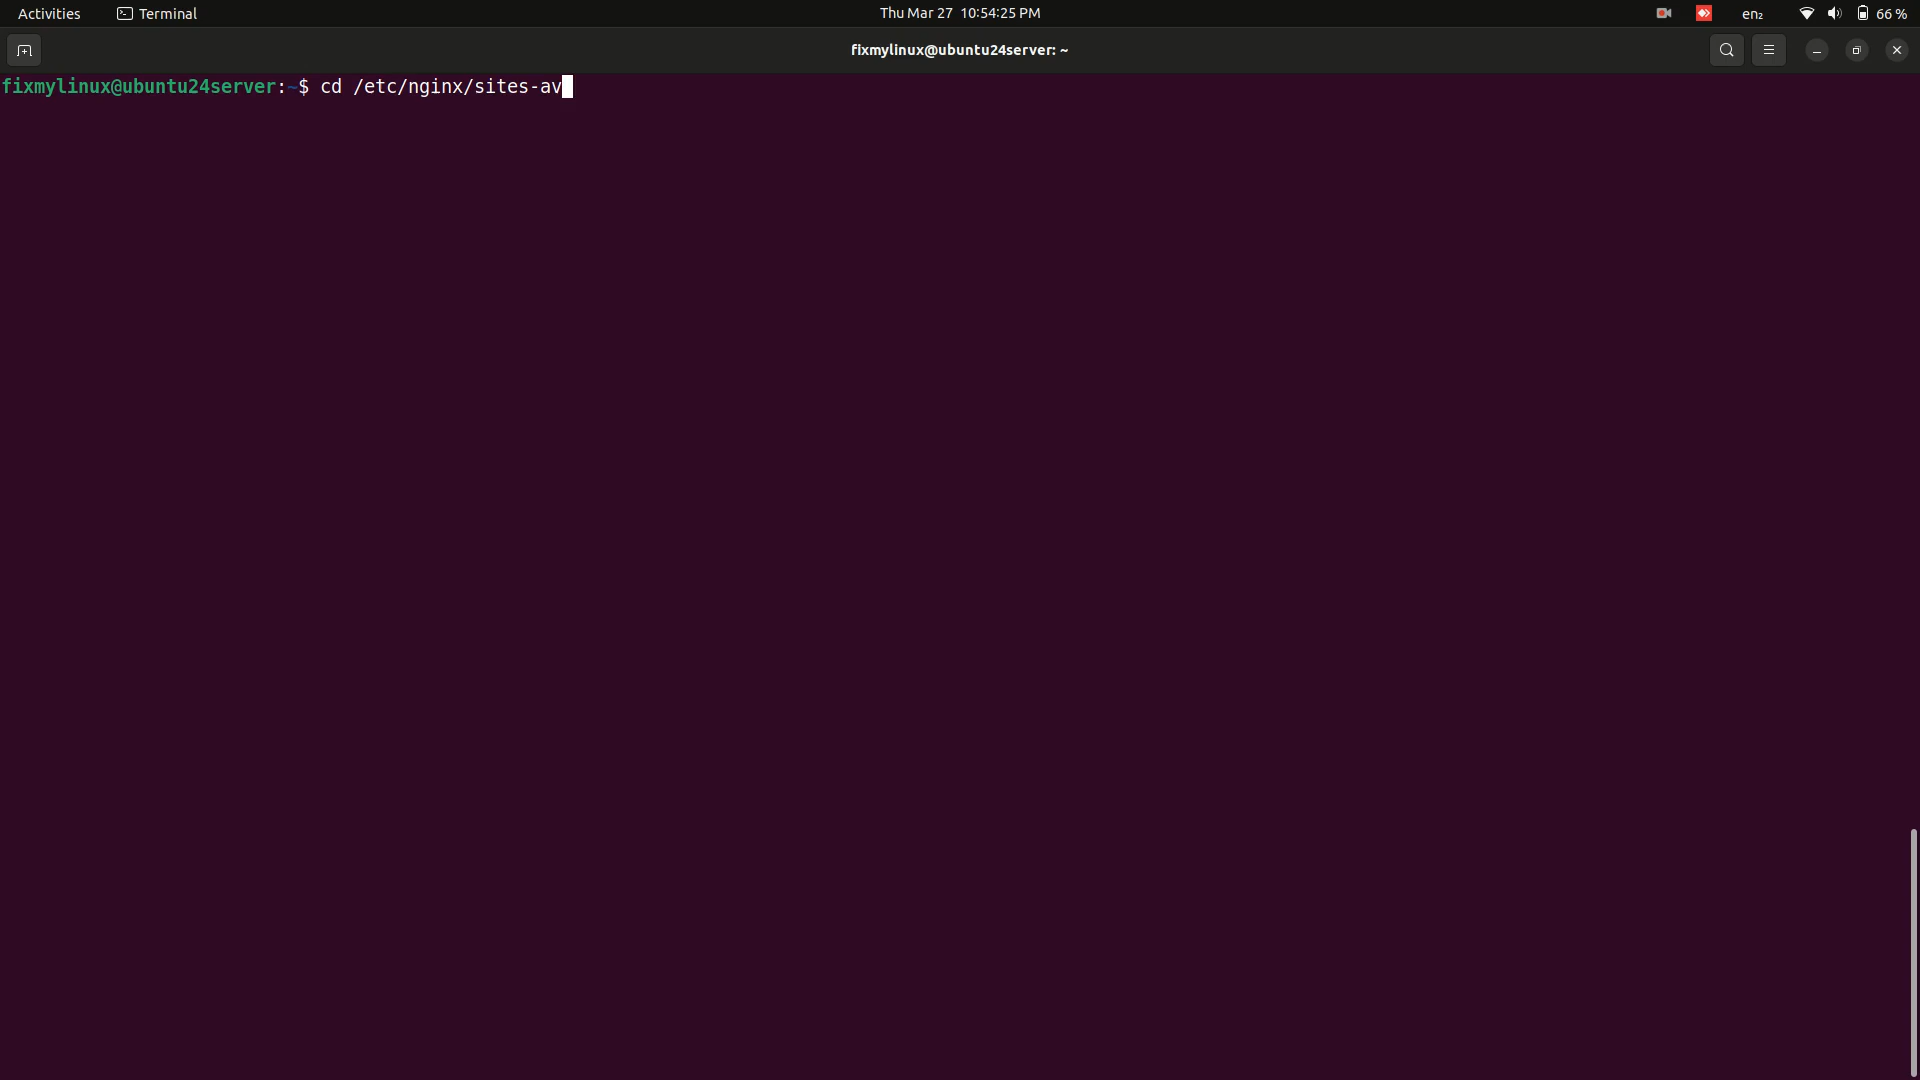 Activities Terminal Thu Mar 27 10:54:25 PM en₂ 66 %
fixmylinux@ubuntu24server: ~
fixmylinux@ubuntu24server:~$ cd /etc/nginx/sites-av